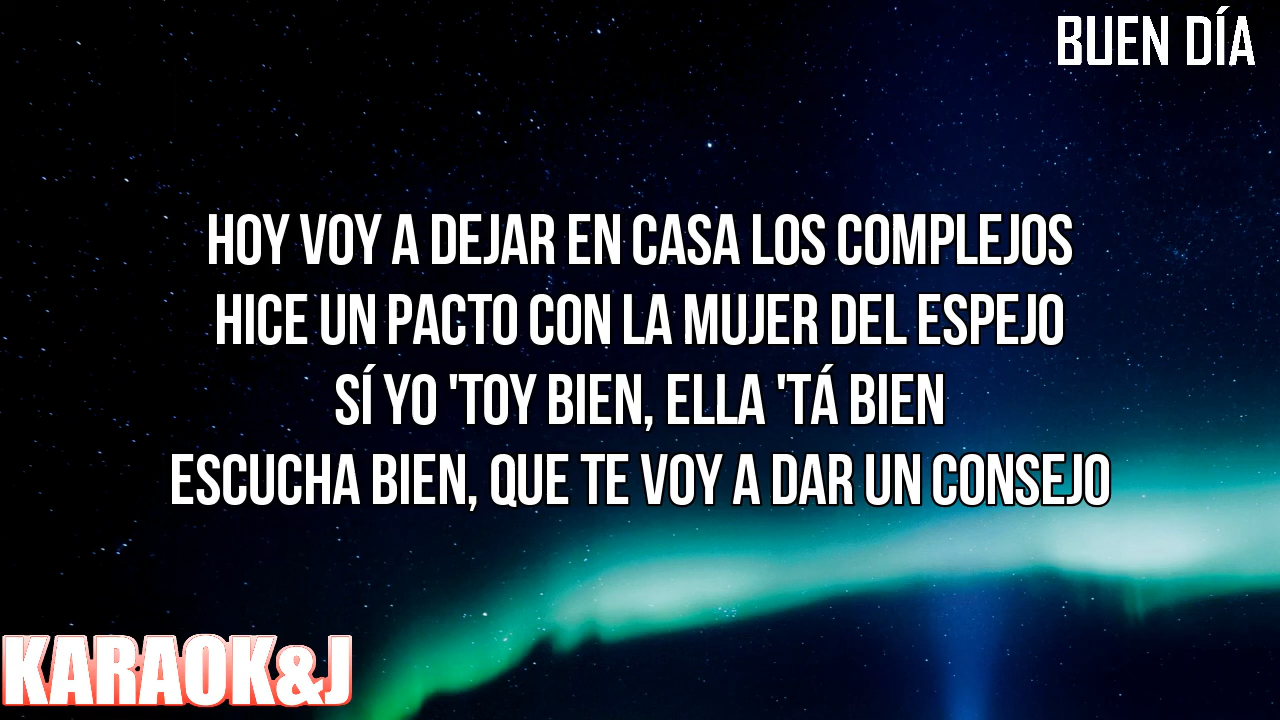 BUEN DÍA
HOY VOY A DEJAR EN CASA LOS COMPLEJOS
HICE UN PACTO CON LA MUJER DEL ESPEJO
SÍ YO 'TOY BIEN, ELLA 'TÁ BIEN
ESCUCHA BIEN, QUE TE VOY A DAR UN CONSEJO
KARAOK&J